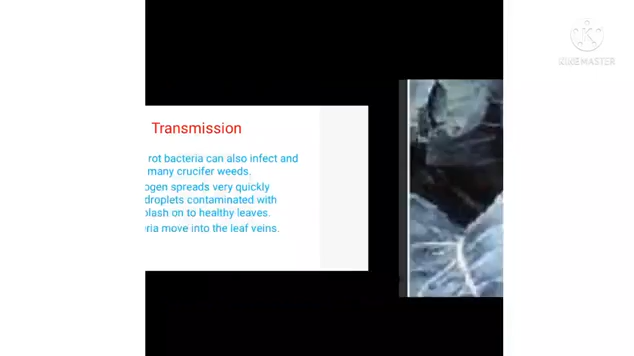 Transmission
rot bacteria can also infect and
many crucifer weeds.
ogen spreads very quickly
droplets contaminated with
plash on to healthy leaves.
ria move into the leaf veins.
KINEMASTER